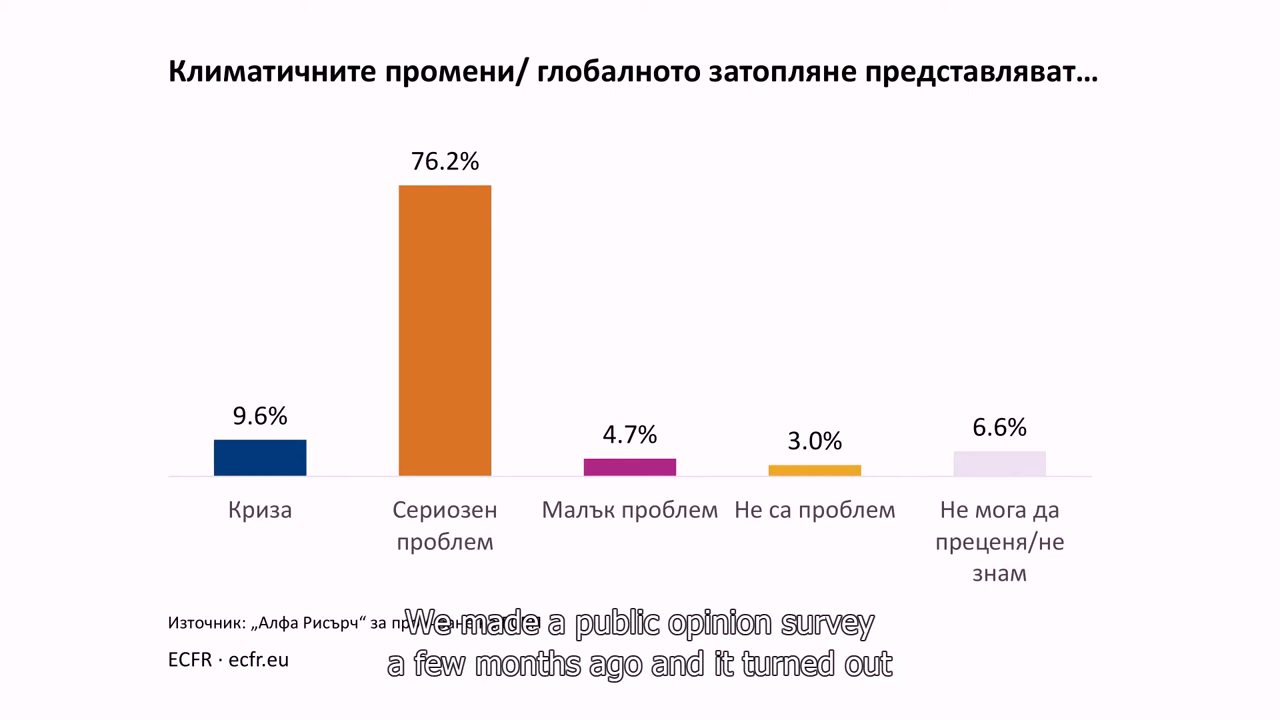 Климатичните промени/ глобалното затопляне представляват...
76.2%
9.6%
4.7%
3.0%
6.6%
Криза
Сериозен проблем
Малък проблем
Не са проблем
Не мога да преценя/не знам
Източник: „Алфа Рисърч“ за
We made a public opinion survey
ECFR · ecfr.eu
a few months ago and it turned out